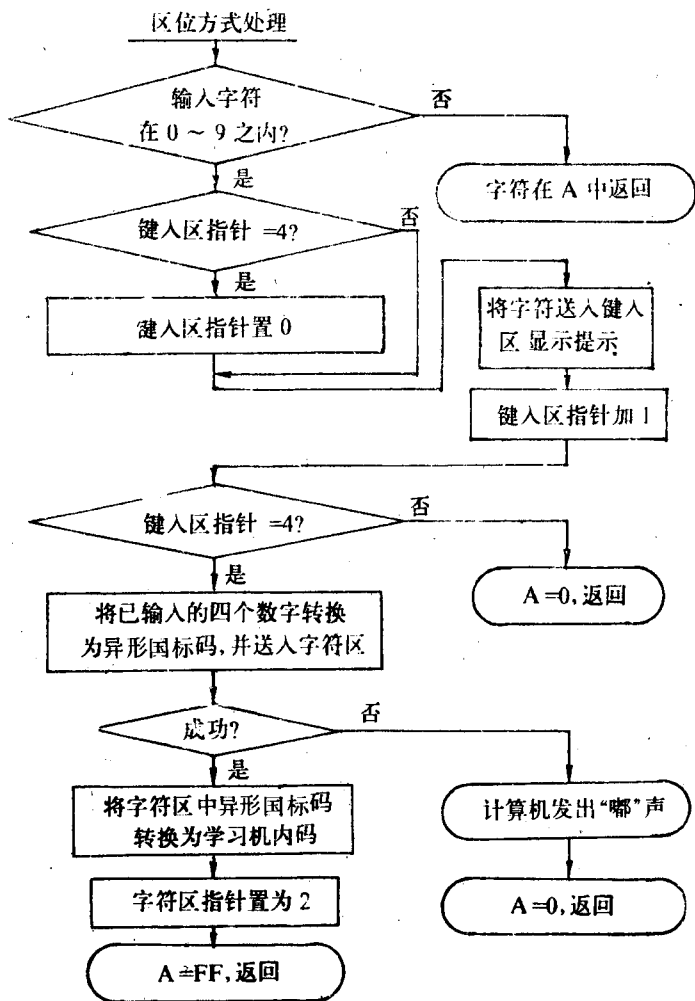 区位方式处理
输入字符
在 0 ~ 9 之内?
否
字符在 A 中返回
是
键入区指针 =4?
否
是
键入区指针置 0
将字符送入键入
区 显示提示
键入区指针加 1
键入区指针 =4?
否
A=0,返回
是
将已输入的四个数字转换
为异形国标码,并送入字符区
成功?
否
是
将字符区中异形国标码
转换为学习机内码
计算机发出“嘟”声
字符区指针置为 2
A=0,返回
A=FF,返回